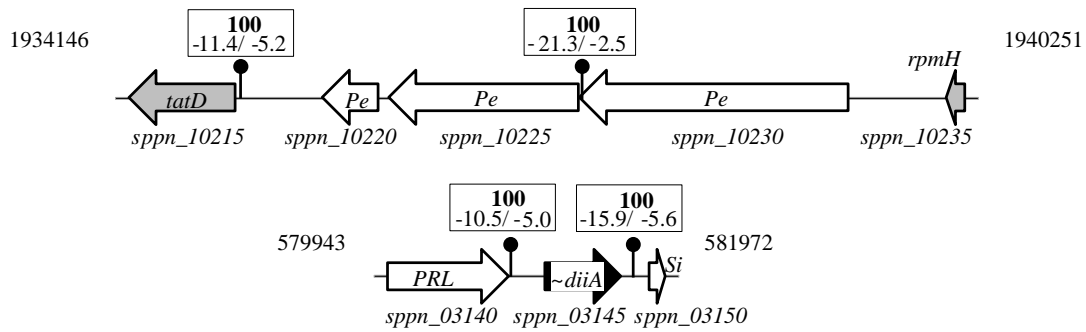 100 100
-11.4/ -5.2 -21.3/ -2.5
1934146 1940251
rpmH
tatD Pe Pe Pe
sppn_10215 sppn_10220 sppn_10225 sppn_10230 sppn_10235
100 100
-10.5/ -5.0 -15.9/ -5.6
579943 581972
PRL ~diiA Si
sppn_03140 sppn_03145 sppn_03150